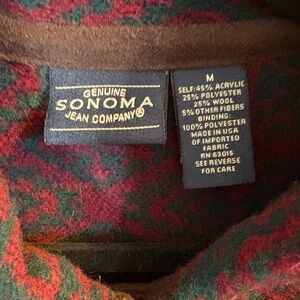 GENUINE
SONOMA
JEAN COMPANY®
M
SELF:45% ACRYLIC
25% POLYESTER
25% WOOL
5% OTHER FIBERS
BINDING:
100% POLYESTER
MADE IN USA
OF IMPORTED
FABRIC
RN 63015
SEE REVERSE
FOR CARE